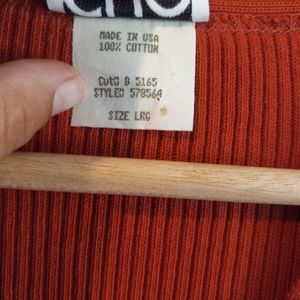 MADE IN USA
100% COTTON
Cut# B 5165
Style# 578564
SIZE LRG